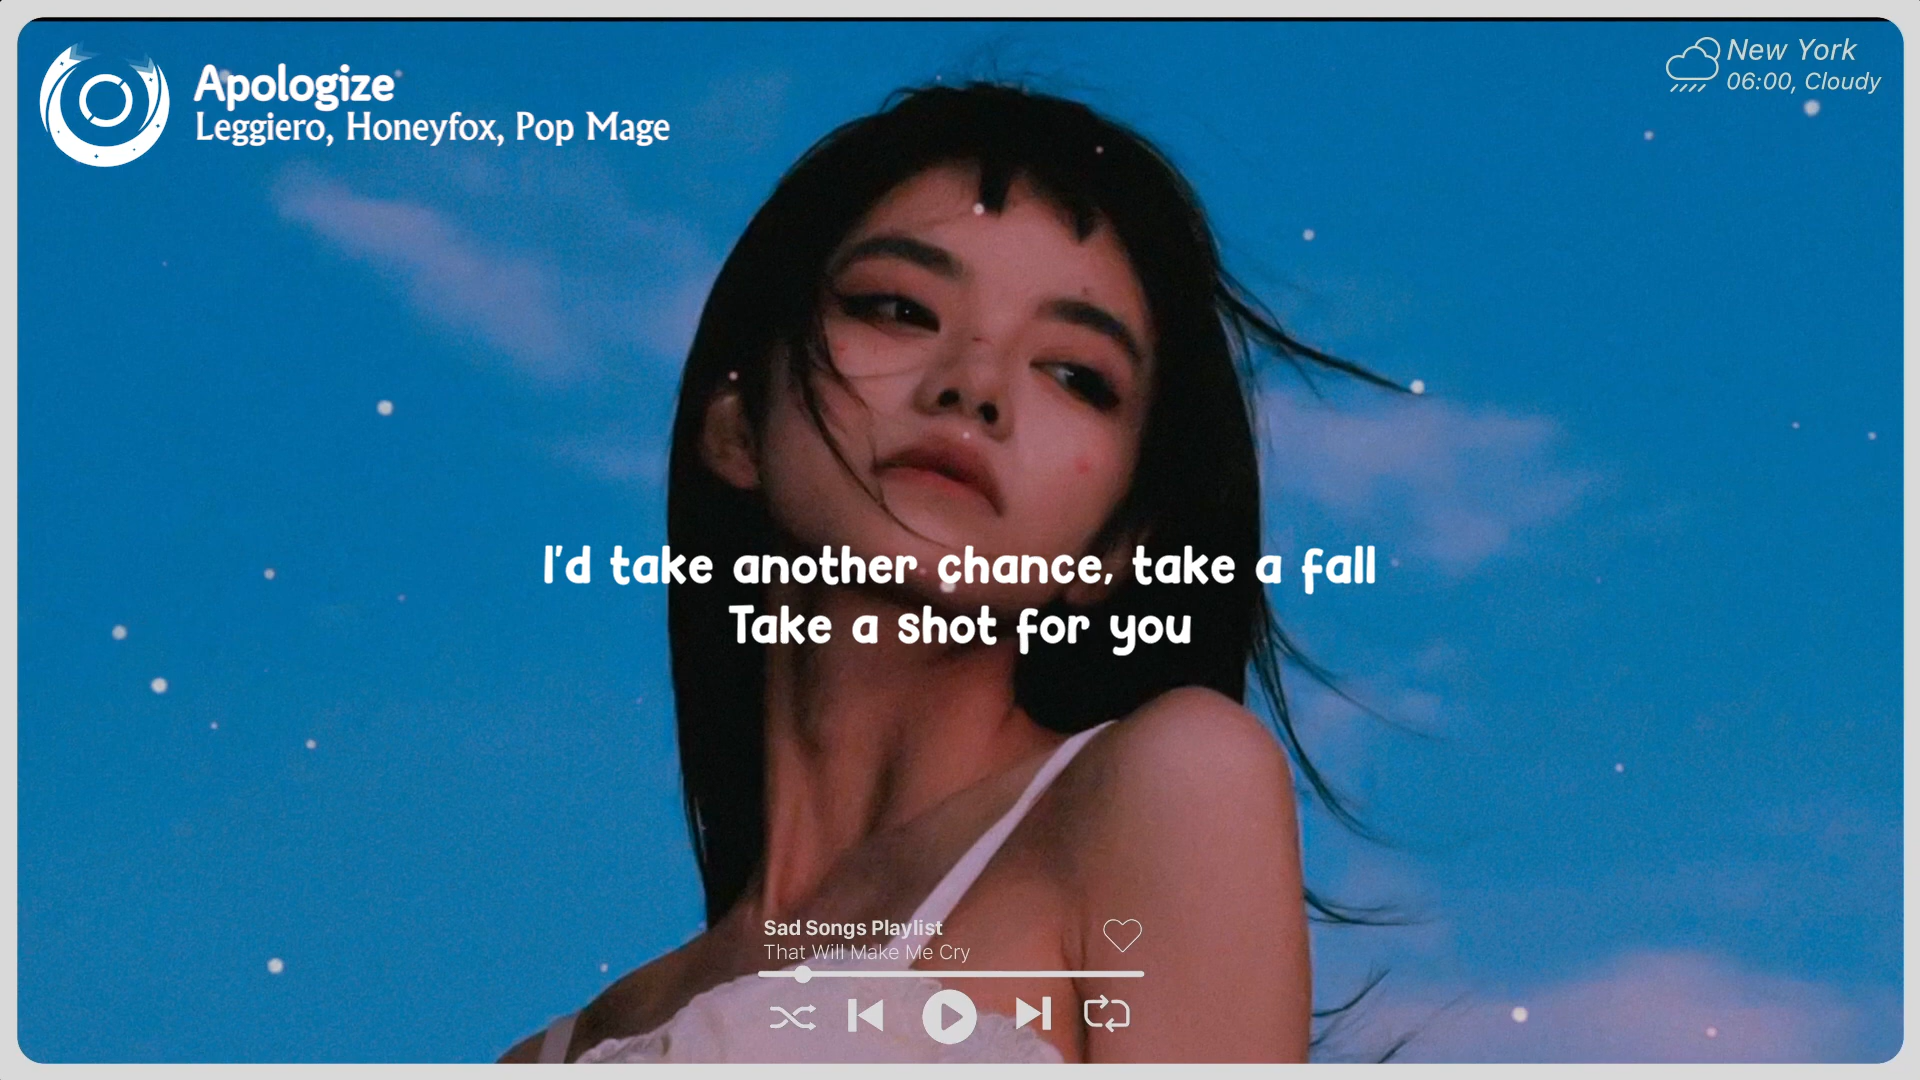 Apologize
Leggiero, Honeyfox, Pop Mage
New York
06:00, Cloudy
I'd take another chance, take a fall
Take a shot for you
Sad Songs Playlist
That Will Make Me Cry